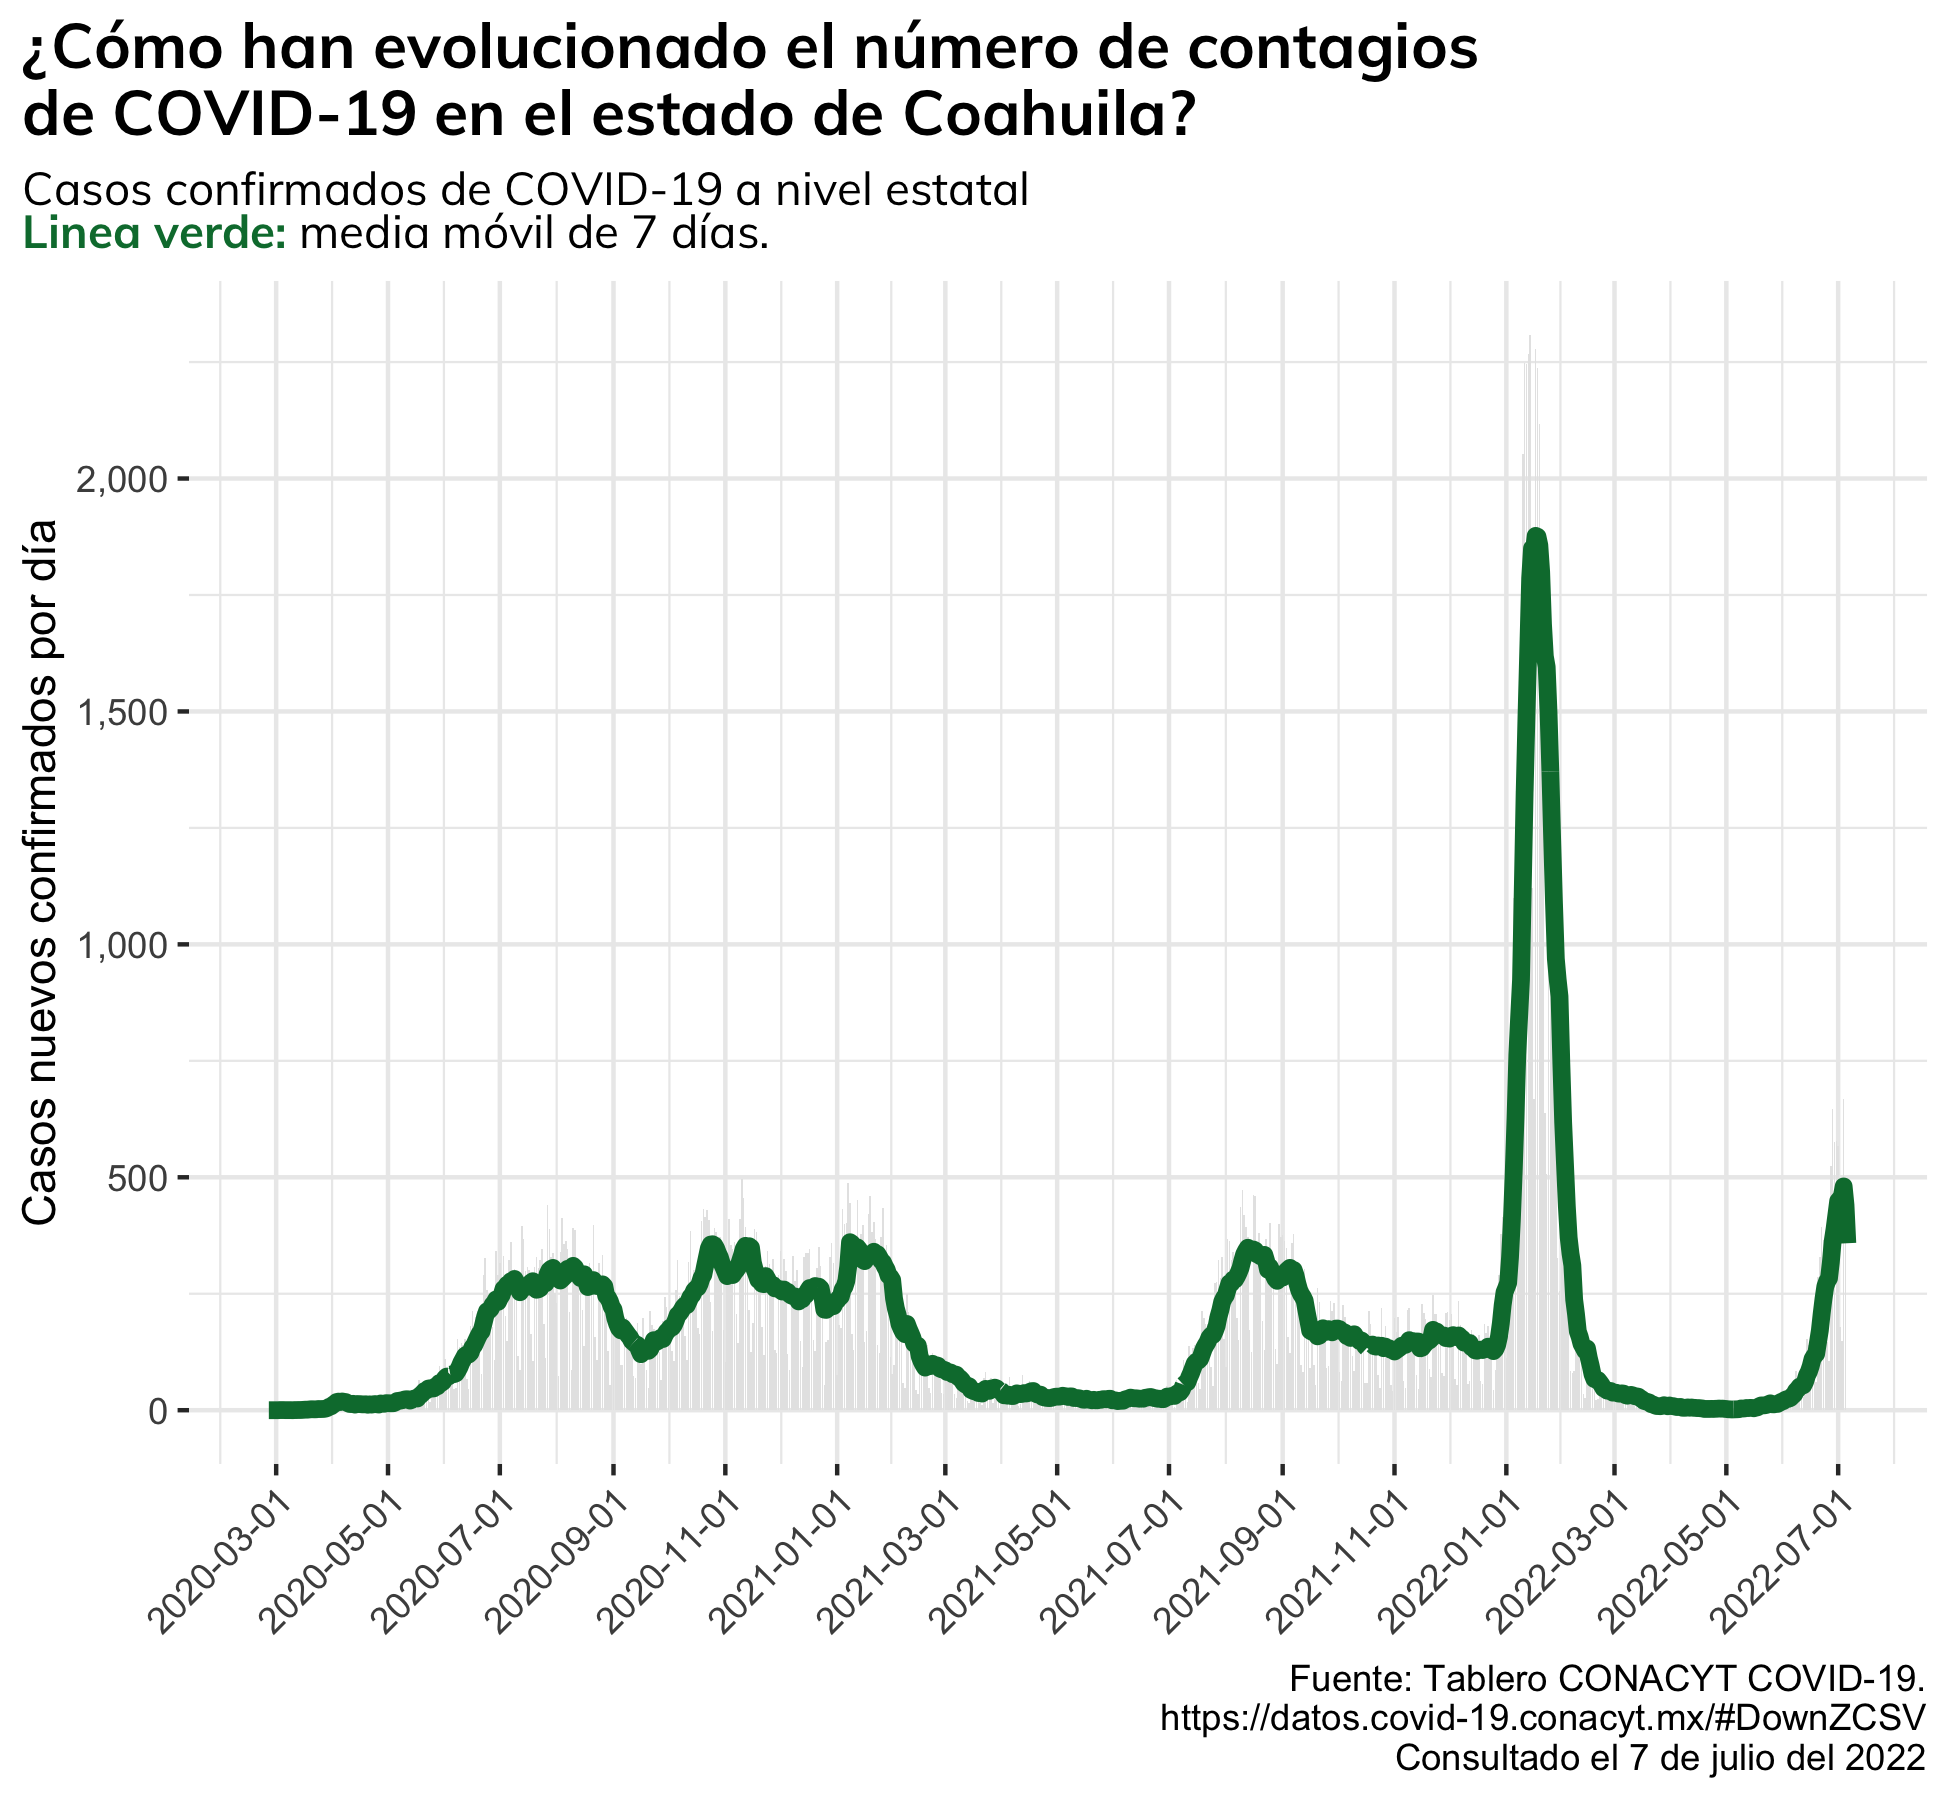 ¿Cómo han evolucionado el número de contagios
de COVID-19 en el estado de Coahuila?
Casos confirmados de COVID-19 a nivel estatal
Linea verde: media móvil de 7 días.
Casos nuevos confirmados por día
2,000
1,500
1,000
500
0
2020-03-01
2020-05-01
2020-07-01
2020-09-01
2020-11-01
2021-01-01
2021-03-01
2021-05-01
2021-07-01
2021-09-01
2021-11-01
2022-01-01
2022-03-01
2022-05-01
2022-07-01
Fuente: Tablero CONACYT COVID-19.
https://datos.covid-19.conacyt.mx/#DownZCSV
Consultado el 7 de julio del 2022